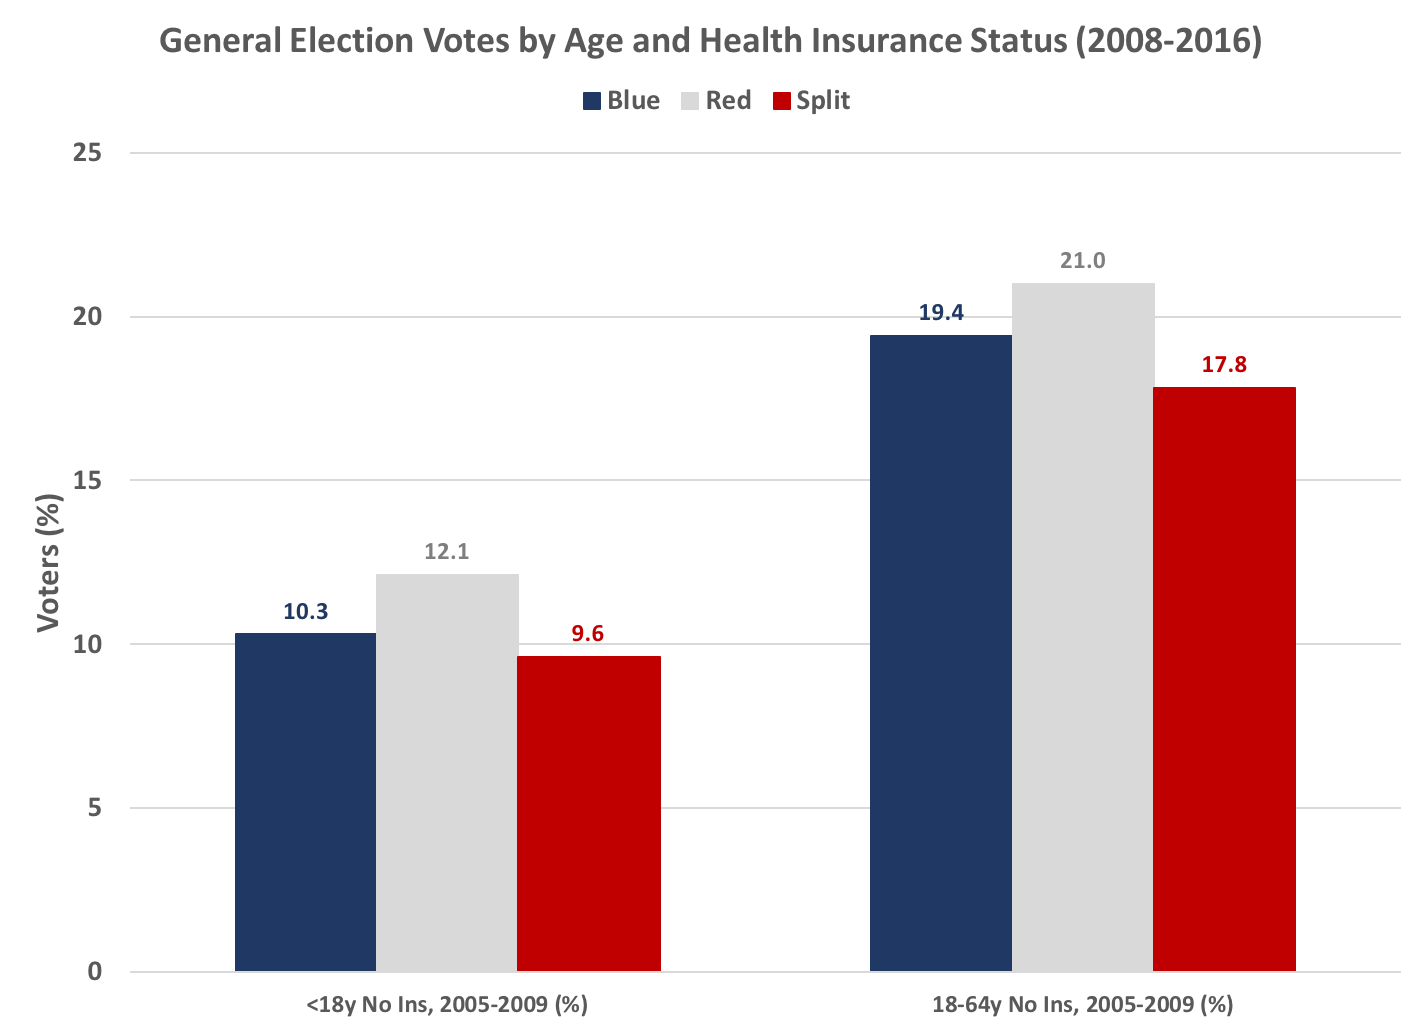 General Election Votes by Age and Health Insurance Status (2008-2016)
Blue Red Split
25
20
15
10
5
0
Voters (%)
10.3
12.1
9.6
19.4
21.0
17.8
<18y No Ins, 2005-2009 (%)
18-64y No Ins, 2005-2009 (%)